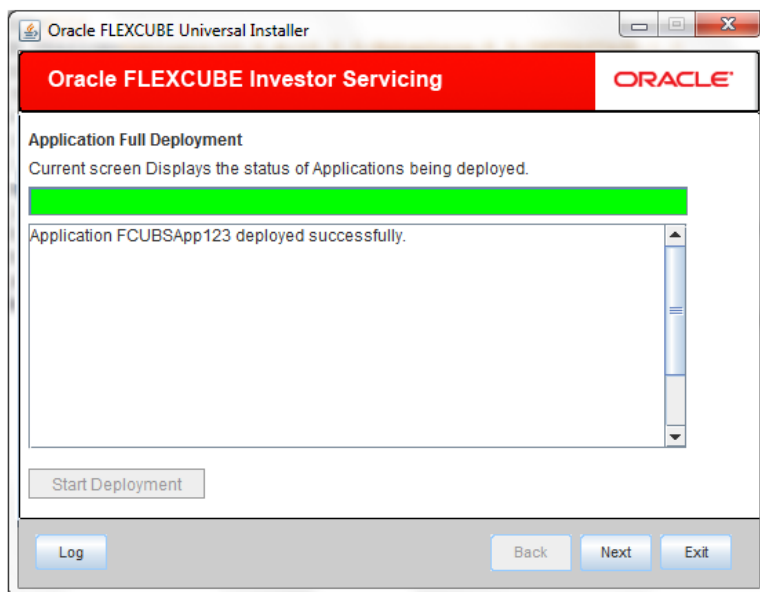 Oracle FLEXCUBE Universal Installer
Oracle FLEXCUBE Investor Servicing
ORACLE
Application Full Deployment
Current screen Displays the status of Applications being deployed.
Application FCUBSApp123 deployed successfully.
Start Deployment
Log Back Next Exit